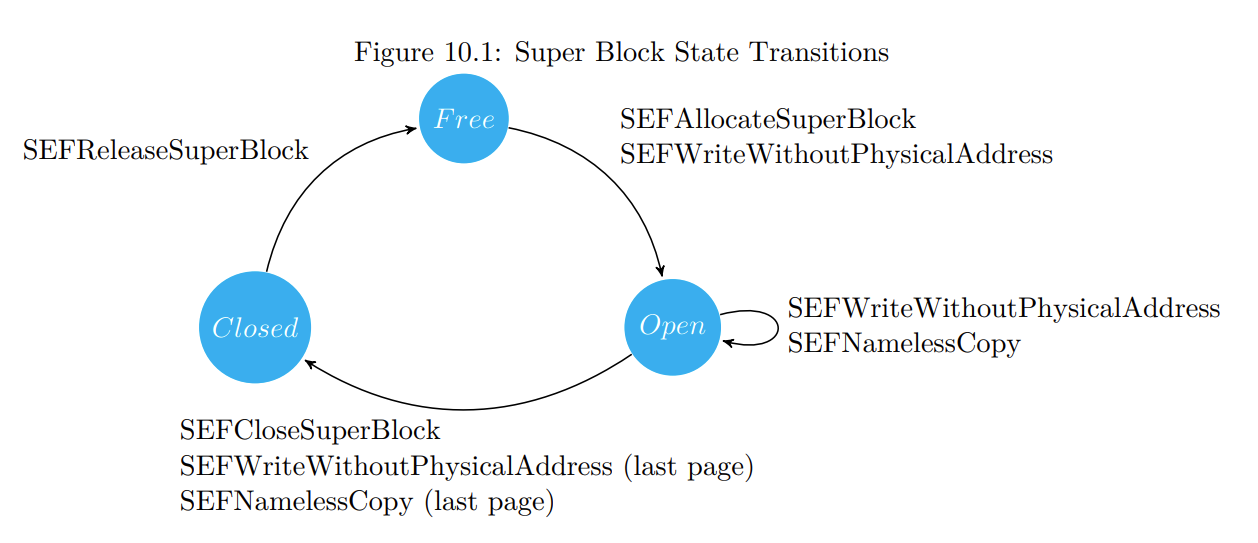 Figure 10.1: Super Block State Transitions
Free
SEFAllocateSuperBlock
SEFWriteWithoutPhysicalAddress
SEFReleaseSuperBlock
Closed
Open
SEFWriteWithoutPhysicalAddress
SEFNamelessCopy
SEFCloseSuperBlock
SEFWriteWithoutPhysicalAddress (last page)
SEFNamelessCopy (last page)